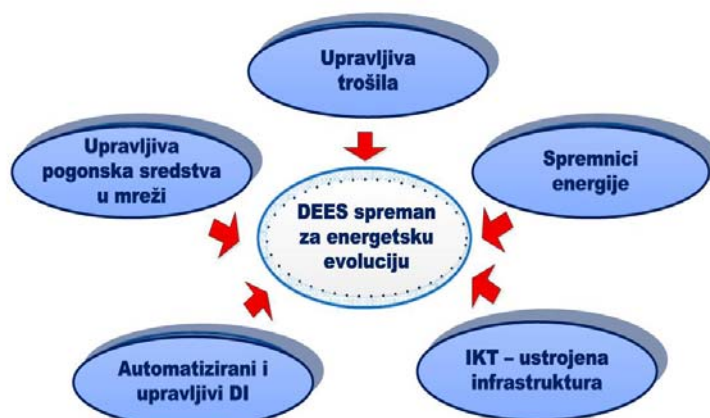 Upravljiva
trošila
Upravljiva
pogonska sredstva
u mreži
Spremnici
energije
DEES spreman
za energetsku
evoluciju
Automatizirani i
upravljivi DI
IKT – ustrojena
infrastruktura